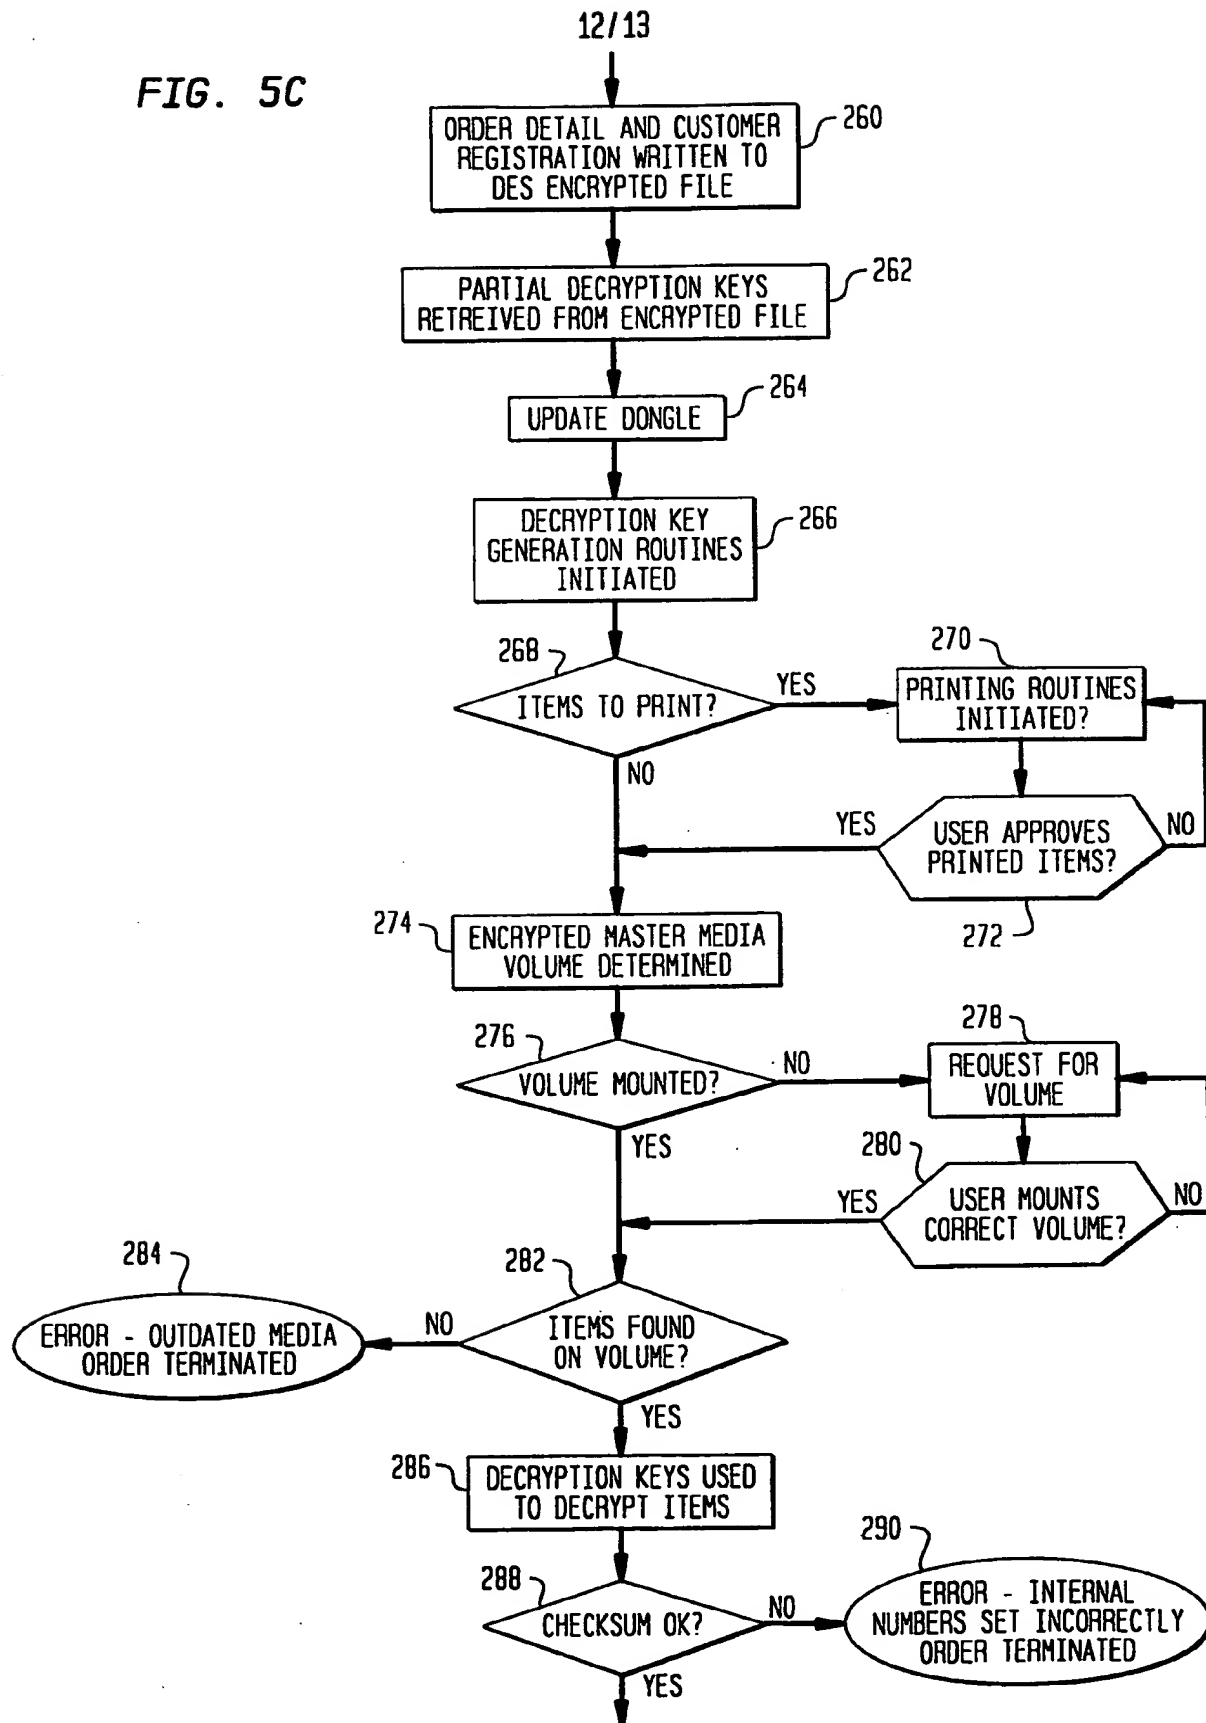 12/13
FIG. 5C
ORDER DETAIL AND CUSTOMER
REGISTRATION WRITTEN TO
DES ENCRYPTED FILE
260
PARTIAL DECRYPTION KEYS
RETREIVED FROM ENCRYPTED FILE
262
UPDATE DONGLE
264
DECRYPTION KEY
GENERATION ROUTINES
INITIATED
266
268
ITEMS TO PRINT?
YES
NO
270
PRINTING ROUTINES
INITIATED?
YES
USER APPROVES
PRINTED ITEMS?
NO
272
274
ENCRYPTED MASTER MEDIA
VOLUME DETERMINED
276
VOLUME MOUNTED?
NO
YES
278
REQUEST FOR
VOLUME
280
YES
USER MOUNTS
CORRECT VOLUME?
NO
282
ITEMS FOUND
ON VOLUME?
NO
YES
284
ERROR - OUTDATED MEDIA
ORDER TERMINATED
286
DECRYPTION KEYS USED
TO DECRYPT ITEMS
288
CHECKSUM OK?
NO
YES
290
ERROR - INTERNAL
NUMBERS SET INCORRECTLY
ORDER TERMINATED